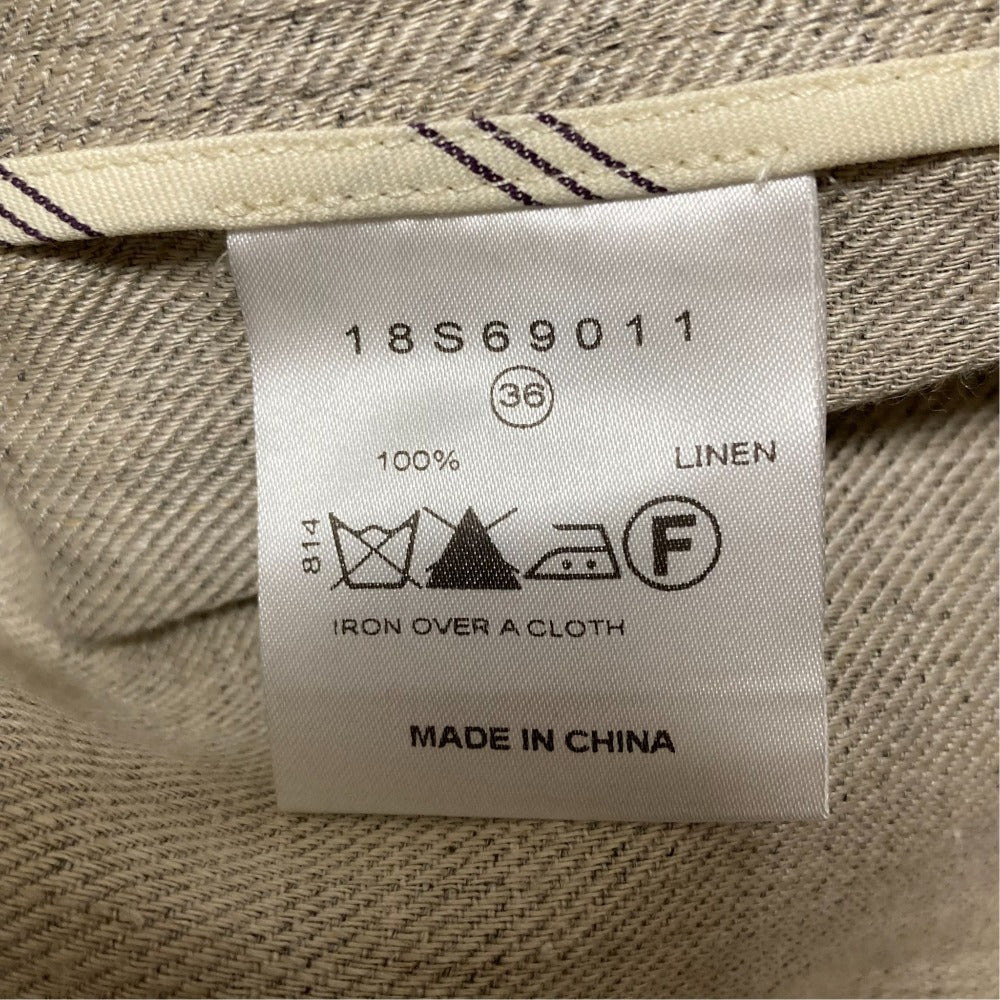 18S69011
36
100% LINEN
814
F
IRON OVER A CLOTH
MADE IN CHINA